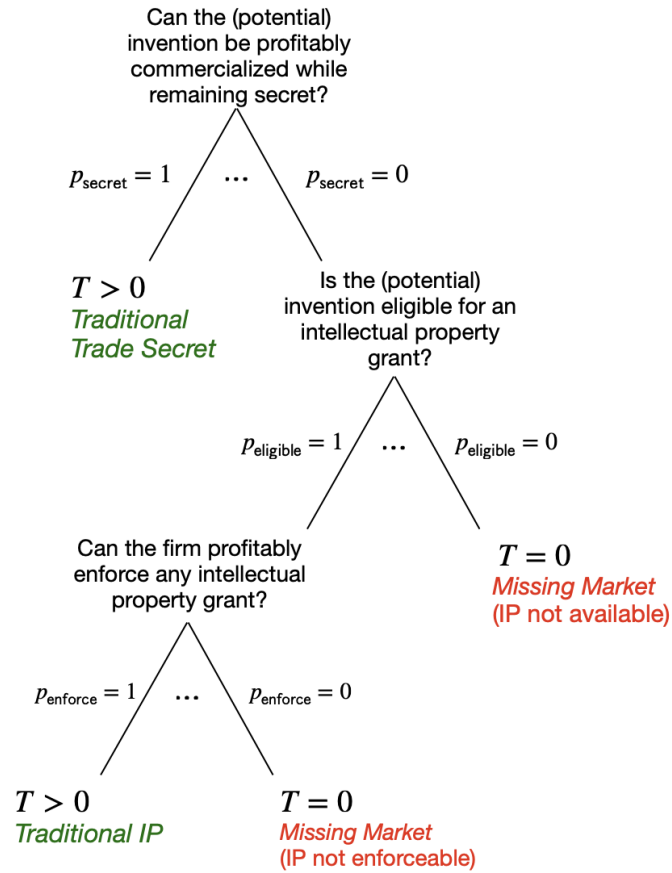 Can the (potential)
invention be profitably
commercialized while
remaining secret?
p_secret = 1
...
p_secret = 0
T > 0
Traditional
Trade Secret
Is the (potential)
invention eligible for an
intellectual property
grant?
p_eligible = 1
...
p_eligible = 0
Can the firm profitably
enforce any intellectual
property grant?
T = 0
Missing Market
(IP not available)
p_enforce = 1
...
p_enforce = 0
T > 0
Traditional IP
T = 0
Missing Market
(IP not enforceable)